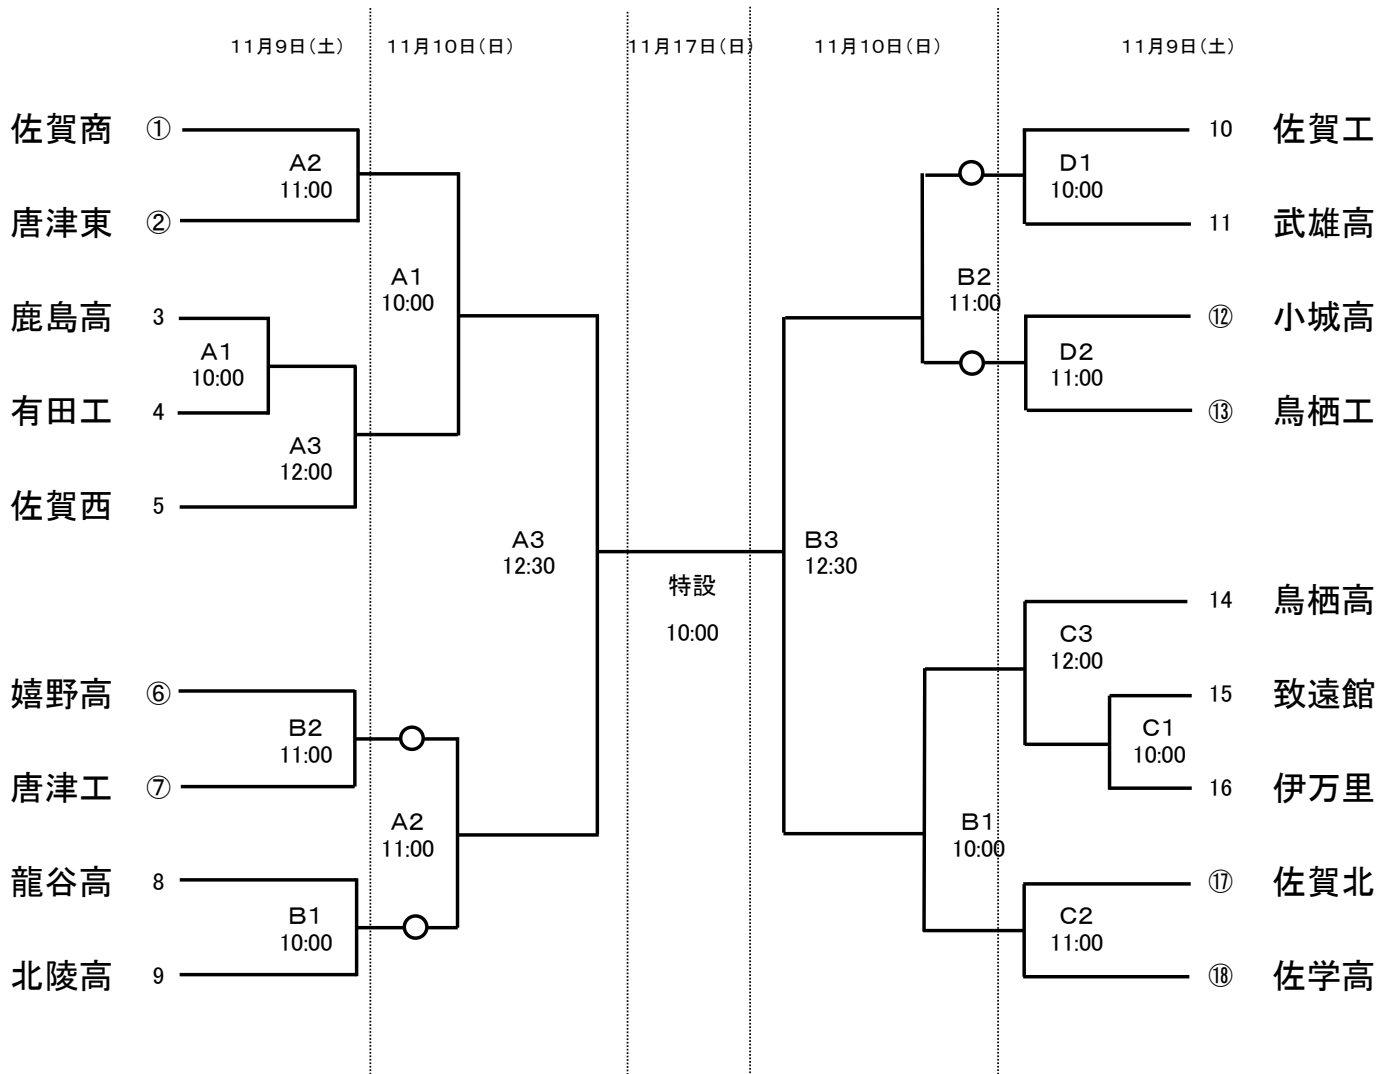 11月9日(土) 11月10日(日) 11月17日(日) 11月10日(日) 11月9日(土)
佐賀商 ①
A2
11:00
唐津東 ②
A1
10:00
鹿島高 3
A1
10:00
有田工 4
A3
12:00
佐賀西 5
A3
12:30
嬉野高 ⑥
B2
11:00
唐津工 ⑦
A2
11:00
龍谷高 8
B1
10:00
北陵高 9
特設
10:00
10 佐賀工
D1
10:00
11 武雄高
B2
11:00
⑫ 小城高
D2
11:00
⑬ 鳥栖工
B3
12:30
14 鳥栖高
C3
12:00
15 致遠館
C1
10:00
16 伊万里
B1
10:00
⑰ 佐賀北
C2
11:00
⑱ 佐学高